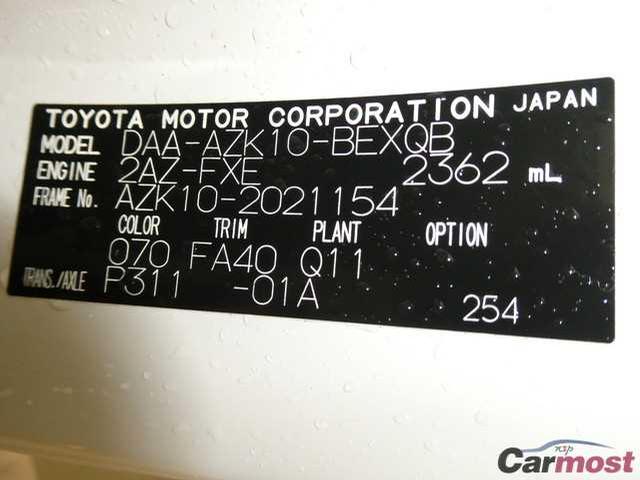 TOYOTA MOTOR CORPORATION JAPAN
MODEL DAA-AZK10-BEXQB
ENGINE 2AZ-FXE 2362 mL
FRAME No. AZK10-2021154
COLOR TRIM PLANT OPTION
070 FA40 Q11
TRANS./AXLE P311 -01A
254
nsp
Carmost